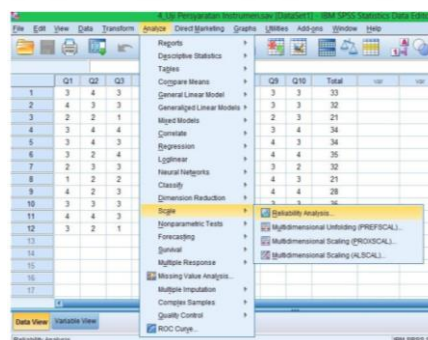 4_Uji Persyaratan Instrumen.sav [DataSet1] - IBM SPSS Statistics Data Editor
File Edit View Data Transform Analyze Direct Marketing Graphs Utilities Add-ons Window Help
Reports
Descriptive Statistics
Tables
Compare Means
General Linear Model
Generalized Linear Models
Mixed Models
Correlate
Regression
Loglinear
Neural Networks
Classify
Dimension Reduction
Scale
Nonparametric Tests
Forecasting
Survival
Multiple Response
Missing Value Analysis...
Multiple Imputation
Complex Samples
Quality Control
ROC Curve...
Reliability Analysis...
Multidimensional Unfolding (PREFSCAL)...
Multidimensional Scaling (PROXSCAL)...
Multidimensional Scaling (ALSCAL)...
Q1 Q2 Q3 Q9 Q10 Total var var
1 3 4 3 3 3 33
2 4 3 3 3 3 32
3 2 2 1 2 3 21
4 3 4 4 3 4 34
5 3 4 3 4 4 34
6 3 2 4 4 4 35
7 2 3 3 3 2 32
8 1 2 2 4 3 21
9 4 2 3 4 4 28
10 3 3 3
11 4 4 3
12 3 2 1
13
14
15
16
17
Data View Variable View
Reliability Analysis...